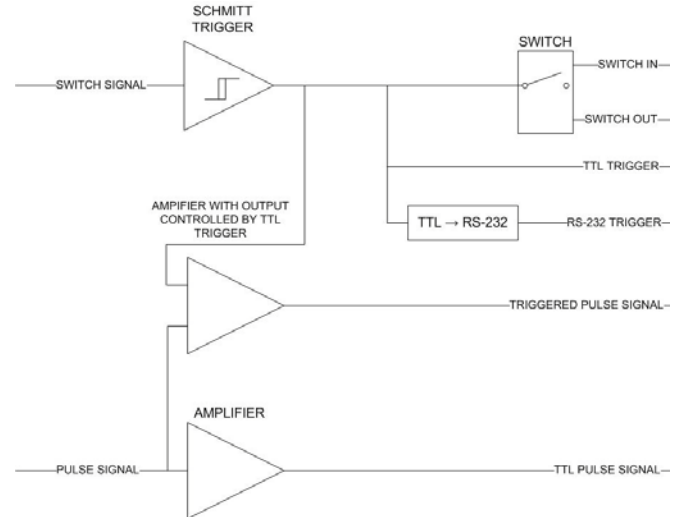 SCHMITT
TRIGGER
SWITCH
SWITCH IN
SWITCH SIGNAL
SWITCH OUT
TTL TRIGGER
AMPIFIER WITH OUTPUT
CONTROLLED BY TTL
TRIGGER
TTL → RS-232
RS-232 TRIGGER
TRIGGERED PULSE SIGNAL
AMPLIFIER
PULSE SIGNAL
TTL PULSE SIGNAL